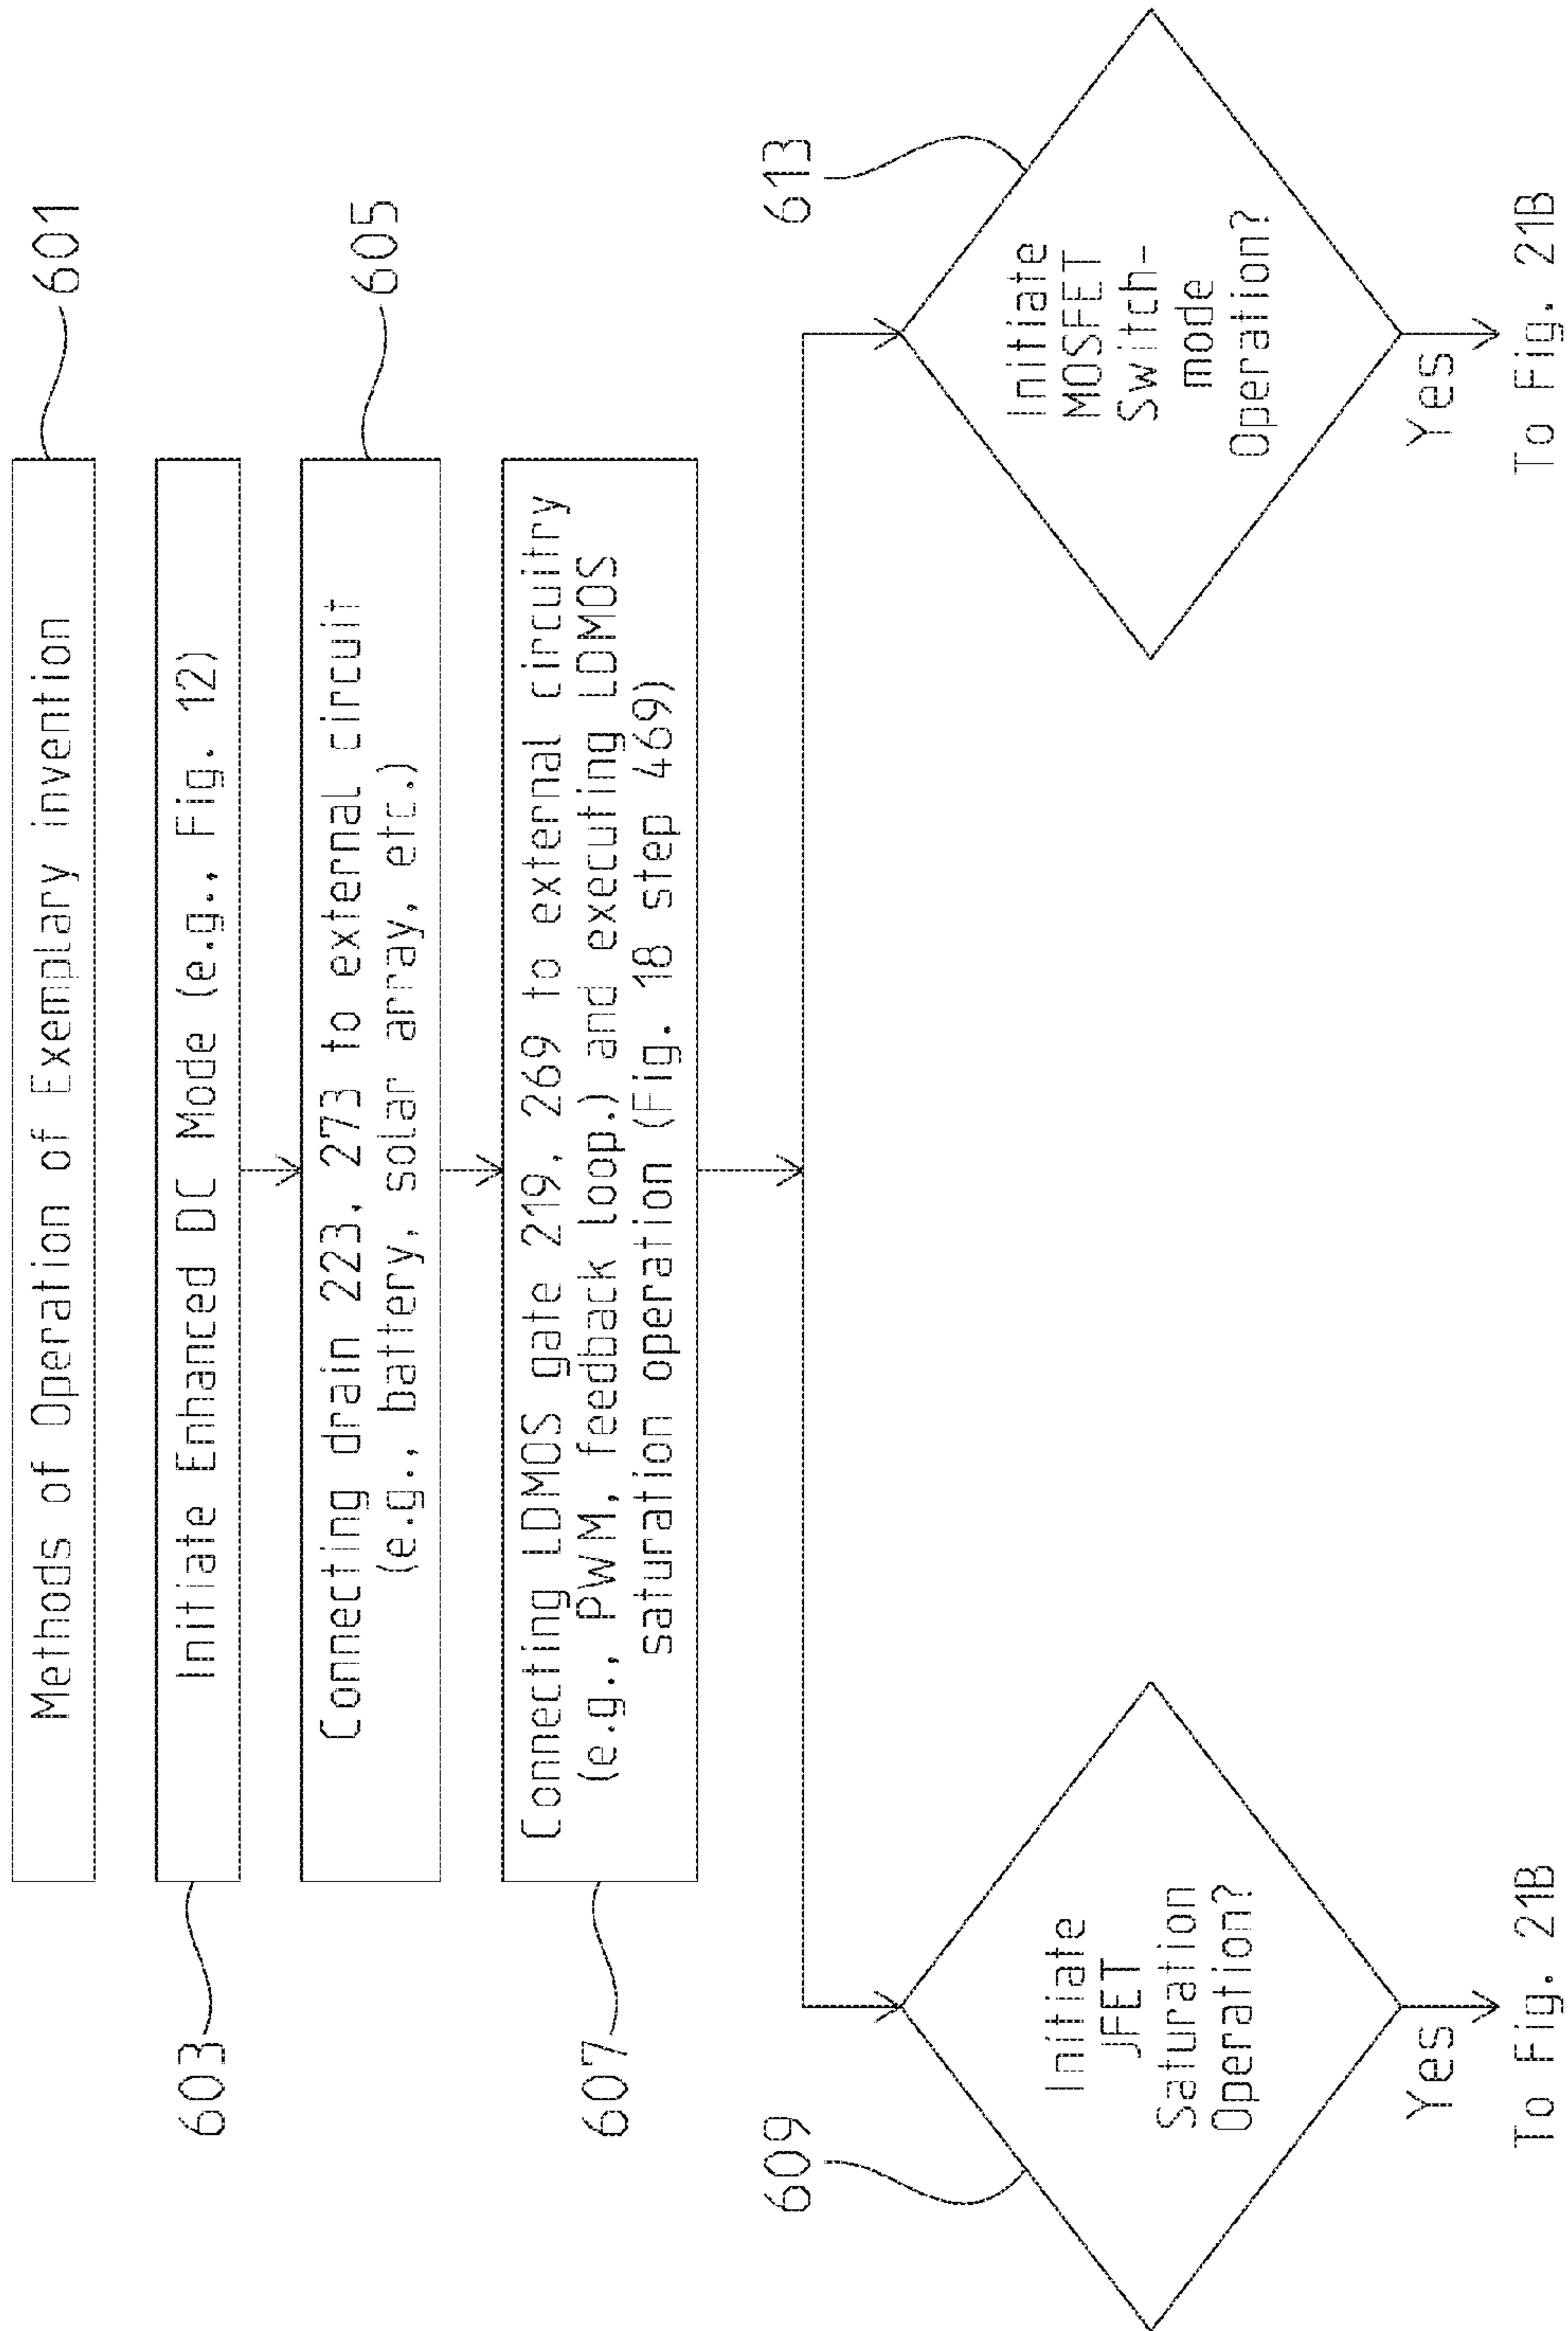 Methods of Operation of Exemplary invention
601
Initiate Enhanced DC Mode (e.g., Fig. 12)
603
Connecting drain 223, 273 to external circuit
(e.g., battery, solar array, etc.)
605
Connecting LDMOS gate 219, 269 to external circuitry
(e.g., PWM, feedback loop.) and executing LDMOS
saturation operation (Fig. 18 step 469)
607
609
Initiate
JFET
Saturation
Operation?
Yes
To Fig. 21B
613
Initiate
MOSFET
Switch-
mode
Operation?
Yes
To Fig. 21B